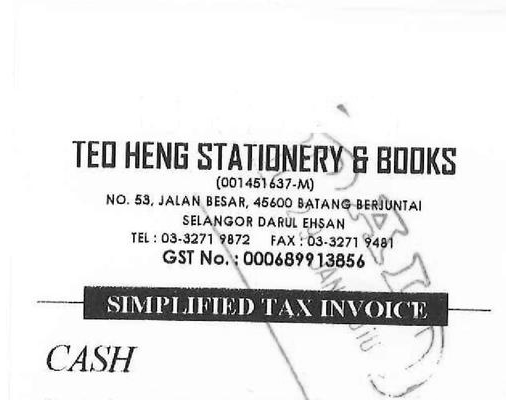 TEO HENG STATIONERY & BOOKS
(001451637-M)
NO. 53, JALAN BESAR, 45600 BATANG BERJUNTAI
SELANGOR DARUL EHSAN
TEL : 03-3271 9872 FAX : 03-3271 9481
GST No. : 000689913856
PAID
SIMPLIFIED TAX INVOICE
CASH